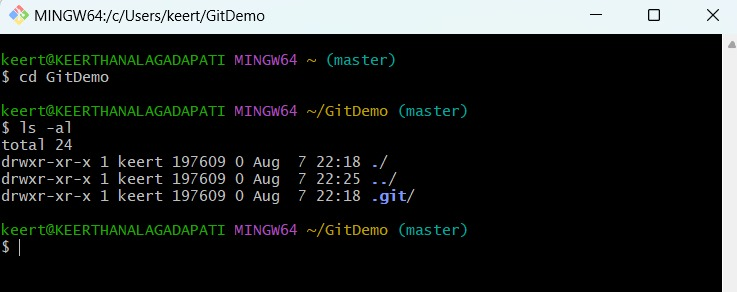 MINGW64:/c/Users/keert/GitDemo
keert@KEERTHANALAGADAPATI MINGW64 ~ (master)
$ cd GitDemo
keert@KEERTHANALAGADAPATI MINGW64 ~/GitDemo (master)
$ ls -al
total 24
drwxr-xr-x 1 keert 197609 0 Aug  7 22:18 ./
drwxr-xr-x 1 keert 197609 0 Aug  7 22:25 ../
drwxr-xr-x 1 keert 197609 0 Aug  7 22:18 .git/
keert@KEERTHANALAGADAPATI MINGW64 ~/GitDemo (master)
$